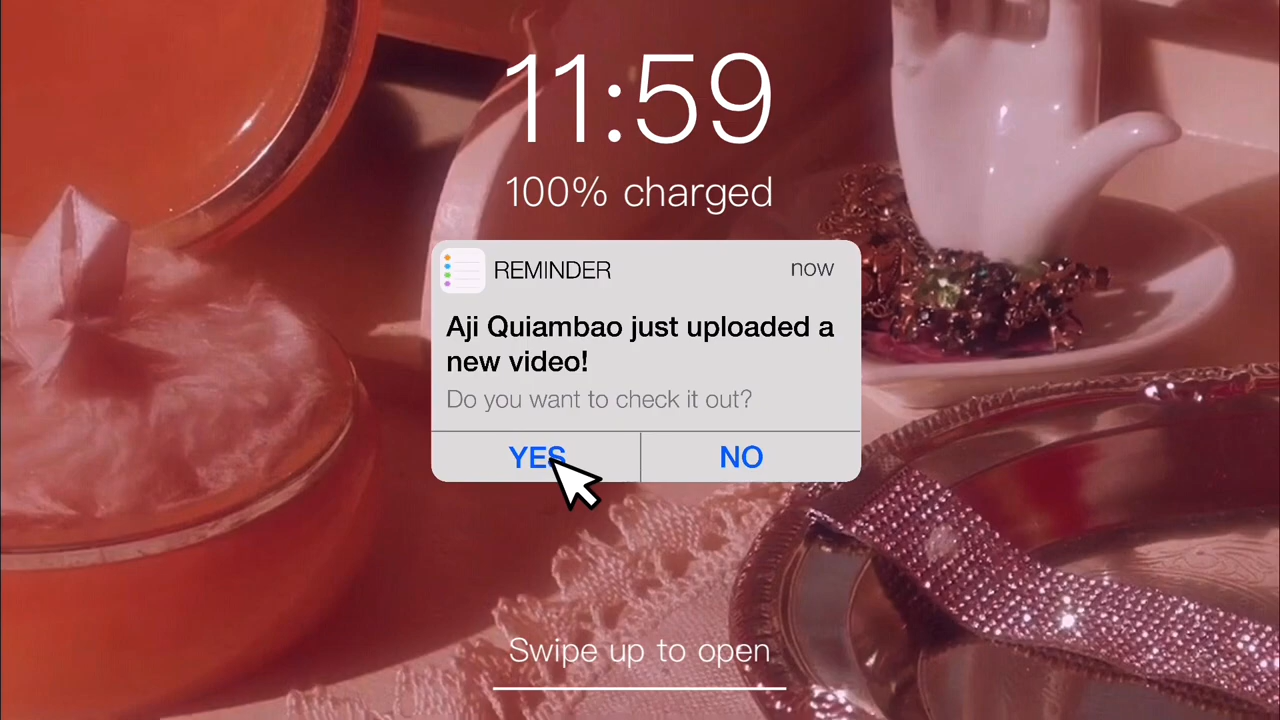 11:59
100% charged
REMINDER now
Aji Quiambao just uploaded a
new video!
Do you want to check it out?
YES NO
Swipe up to open